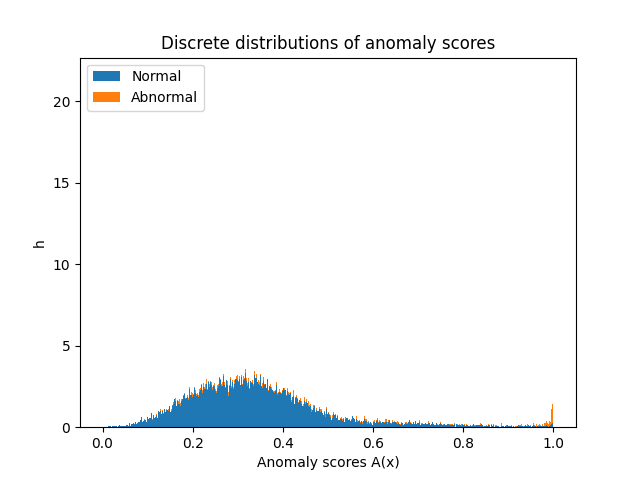 Discrete distributions of anomaly scores
Normal
Abnormal
20
15
10
5
0
h
0.0 0.2 0.4 0.6 0.8 1.0
Anomaly scores A(x)